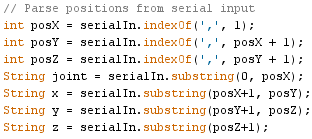 // Parse positions from serial input
int posX = serialIn.indexOf(',', 1);
int posY = serialIn.indexOf(',', posX + 1);
int posZ = serialIn.indexOf(',', posY + 1);
String joint = serialIn.substring(0, posX);
String x = serialIn.substring(posX+1, posY);
String y = serialIn.substring(posY+1, posZ);
String z = serialIn.substring(posZ+1);